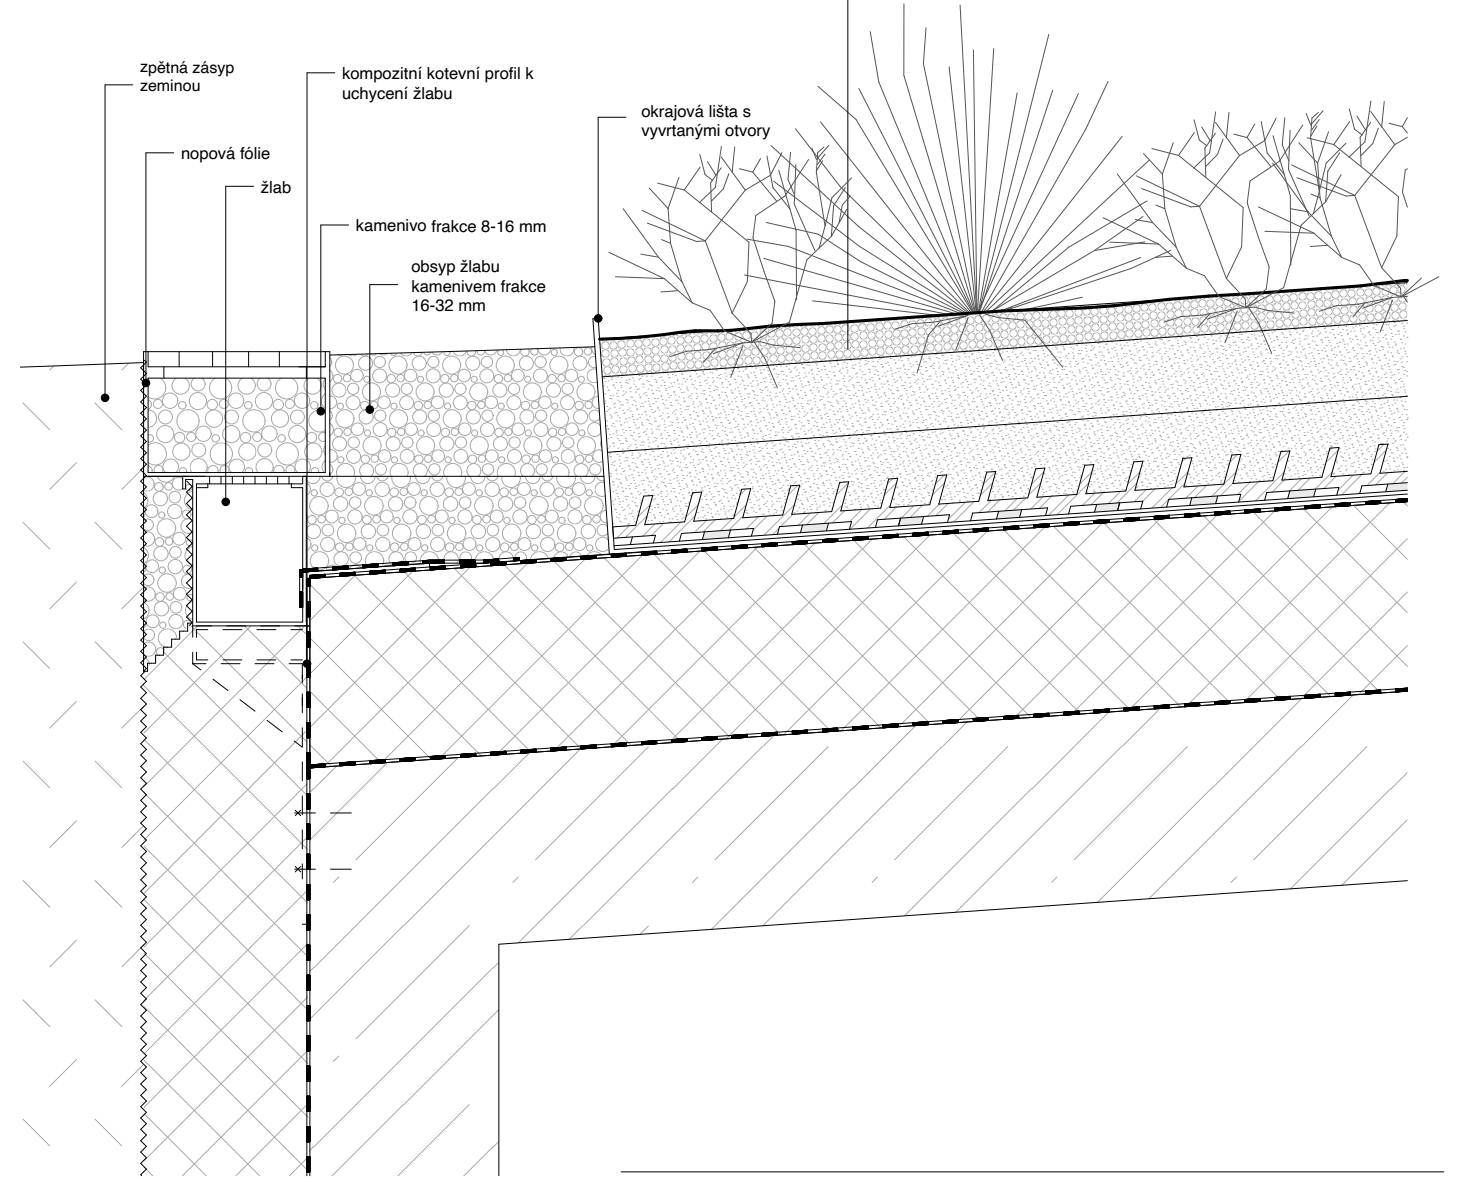 zpětná zásyp
zeminou
kompozitní kotevní profil k
uchycení žlabu
okrajová lišta s
vyvrtanými otvory
nopová fólie
žlab
kamenivo frakce 8-16 mm
obsyp žlabu
kamenivem frakce
16-32 mm